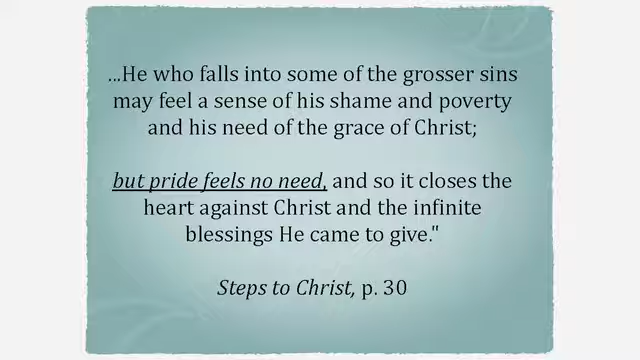 ...He who falls into some of the grosser sins
may feel a sense of his shame and poverty
and his need of the grace of Christ;
but pride feels no need, and so it closes the
heart against Christ and the infinite
blessings He came to give."
Steps to Christ, p. 30